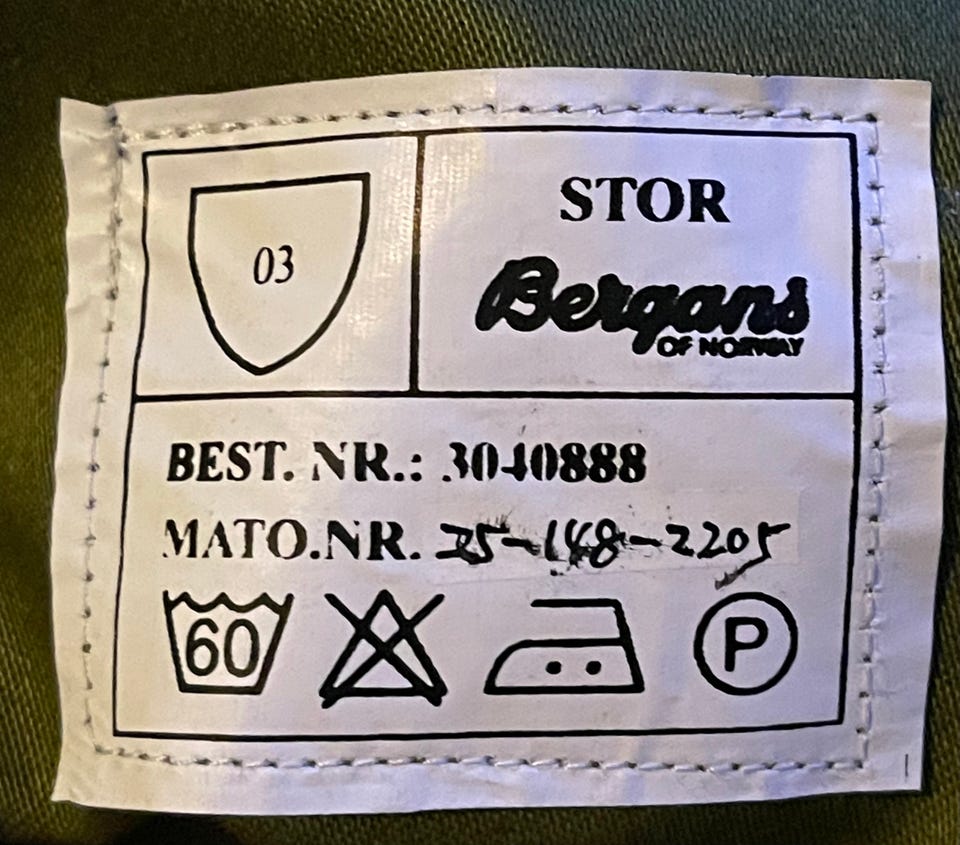 03
STOR
Bergans
OF NORWAY
BEST. NR.: 3040888
MATO.NR. 25-148-2205
60
P